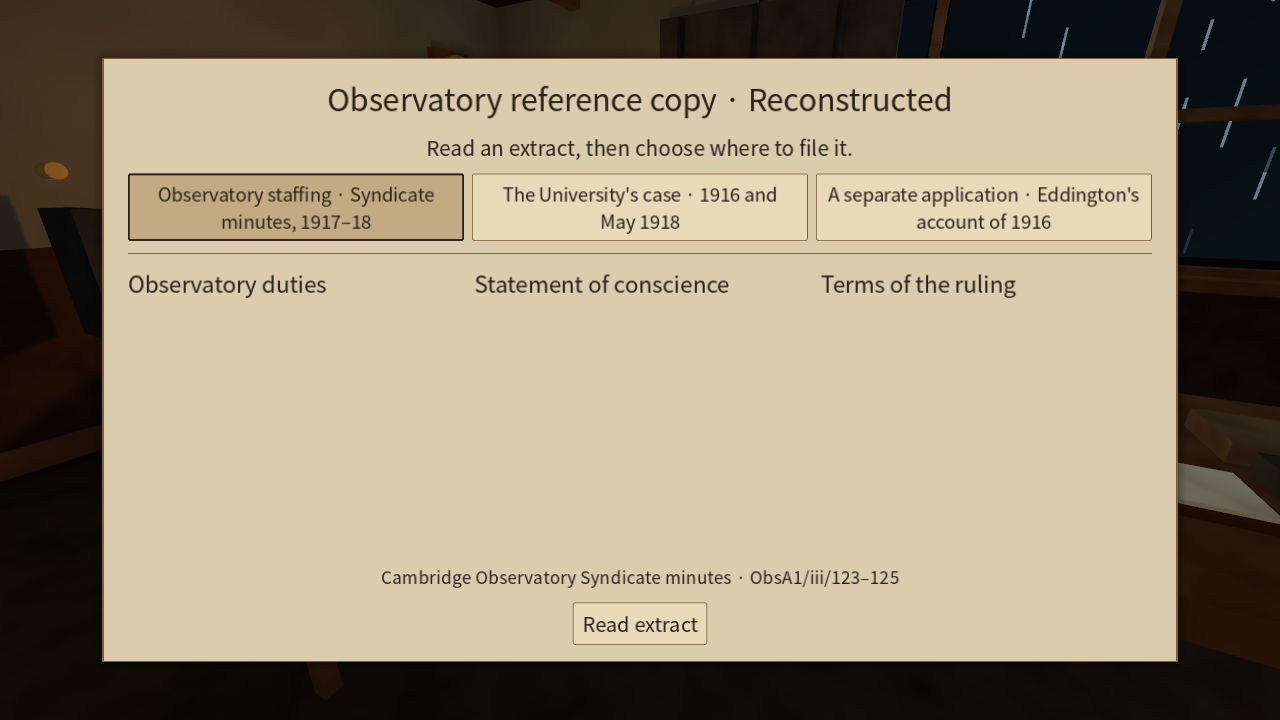 Observatory reference copy · Reconstructed
Read an extract, then choose where to file it.
Observatory staffing · Syndicate
minutes, 1917–18
The University's case · 1916 and
May 1918
A separate application · Eddington's
account of 1916
Observatory duties
Statement of conscience
Terms of the ruling
Cambridge Observatory Syndicate minutes · ObsA1/iii/123–125
Read extract